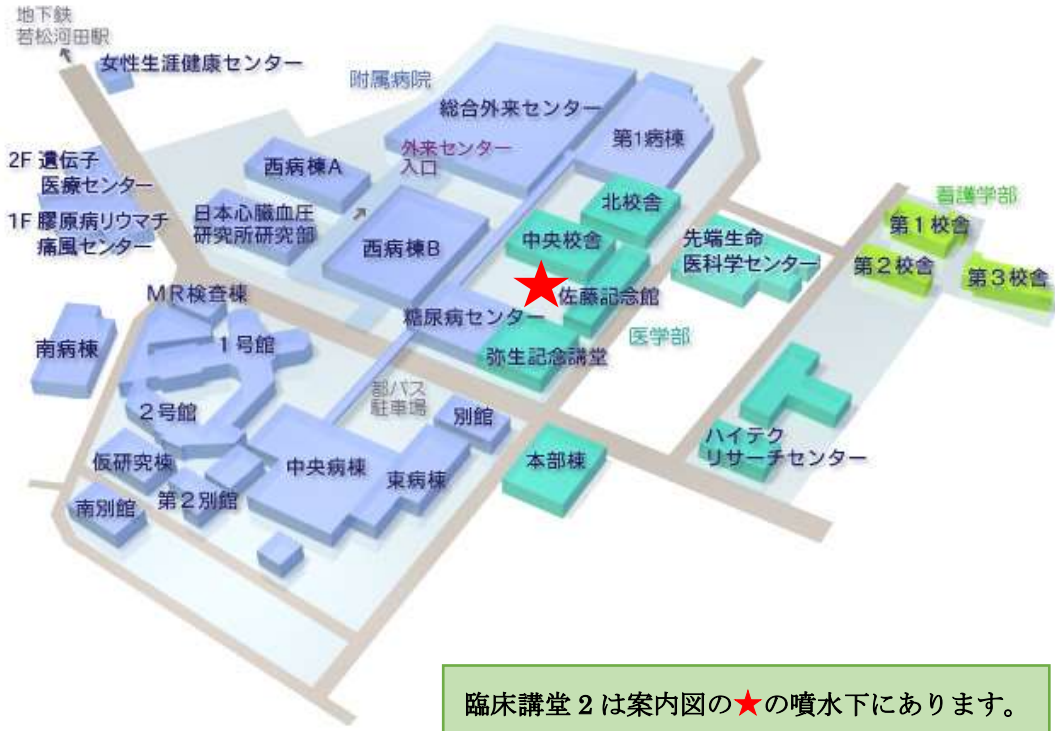 地下鉄
若松河田駅
女性生涯健康センター
附属病院
総合外来センター
第1病棟
外来センター
入口
2F 遺伝子
医療センター
1F 膠原病リウマチ
痛風センター
西病棟A
日本心臓血圧
研究所研究部
西病棟B
北校舎
中央校舎
先端生命
医科学センター
看護学部
第1校舎
第2校舎
第3校舎
佐藤記念館
糖尿病センター
医学部
弥生記念講堂
MR検査棟
1号館
南病棟
2号館
都バス
駐車場
別館
仮研究棟
中央病棟
東病棟
本部棟
ハイテク
リサーチセンター
第2別館
南別館
臨床講堂 2 は案内図の★の噴水下にあります。